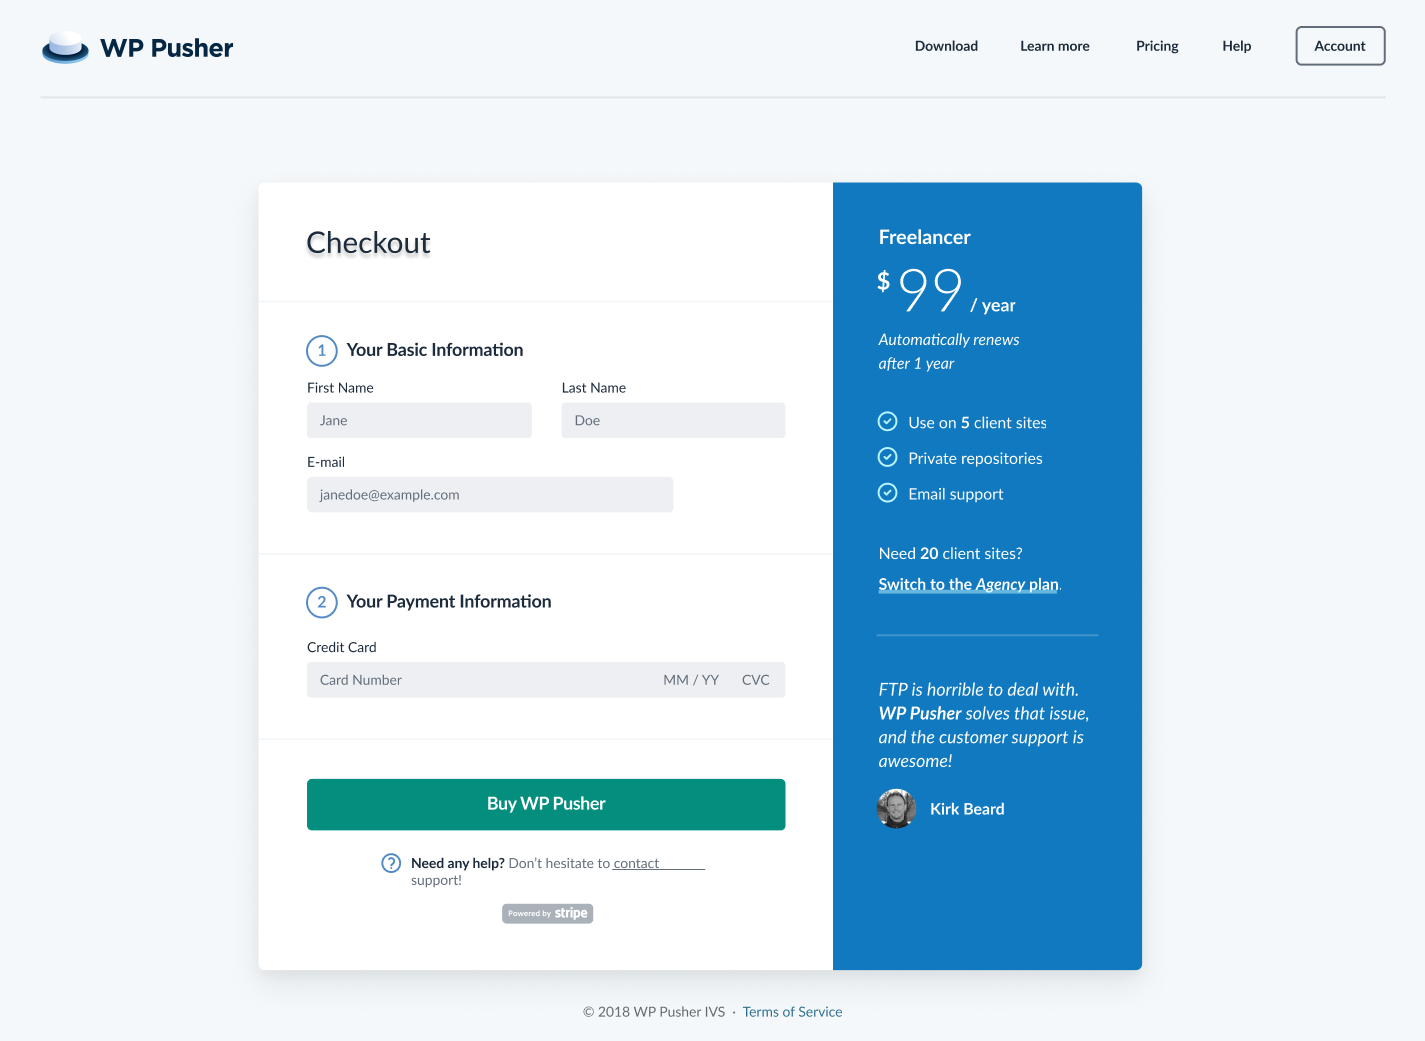 WP Pusher
Download
Learn more
Pricing
Help
Account
Checkout
1 Your Basic Information
First Name
Last Name
Jane
Doe
E-mail
janedoe@example.com
2 Your Payment Information
Credit Card
Card Number MM / YY CVC
Buy WP Pusher
Need any help? Don't hesitate to contact
support!
Powered by stripe
Freelancer
$ 99 / year
Automatically renews
after 1 year
Use on 5 client sites
Private repositories
Email support
Need 20 client sites?
Switch to the Agency plan.
FTP is horrible to deal with.
WP Pusher solves that issue,
and the customer support is
awesome!
Kirk Beard
© 2018 WP Pusher IVS · Terms of Service